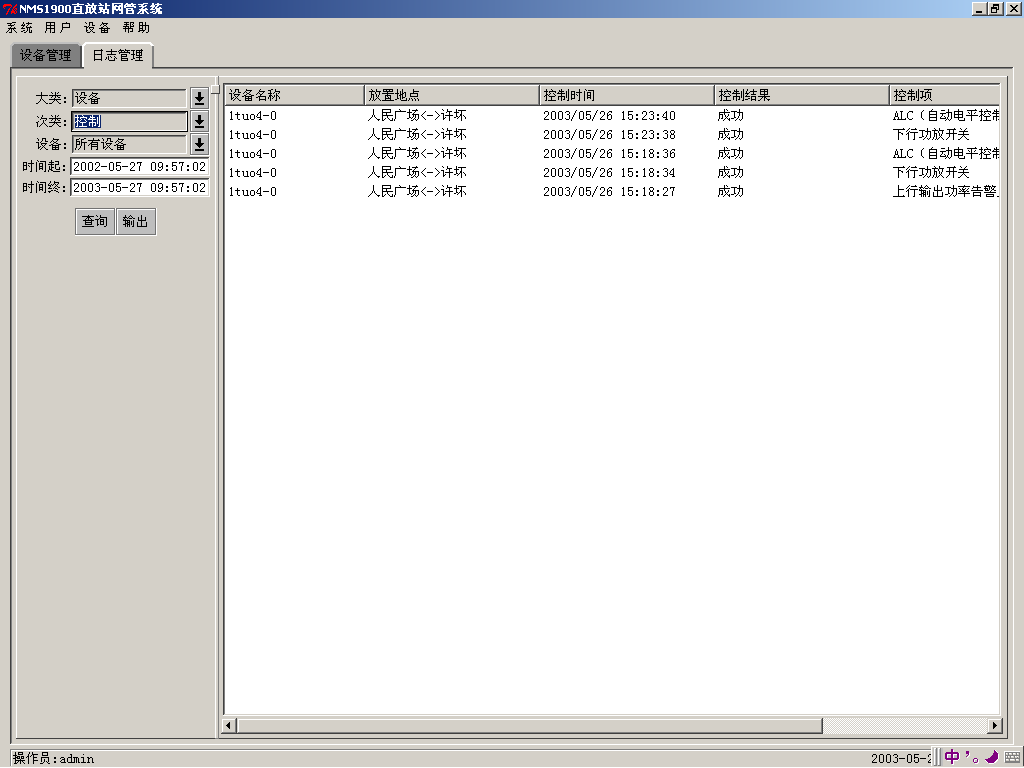 NMS1900直放站网管系统
系统 用户 设备 帮助
设备管理 日志管理
大类: 设备
次类: 控制
设备: 所有设备
时间起: 2002-05-27 09:57:02
时间终: 2003-05-27 09:57:02
查询 输出
设备名称 放置地点 控制时间 控制结果 控制项
1tuo4-0 人民广场<->许坏 2003/05/26 15:23:40 成功 ALC（自动电平控制
1tuo4-0 人民广场<->许坏 2003/05/26 15:23:38 成功 下行功放开关
1tuo4-0 人民广场<->许坏 2003/05/26 15:18:36 成功 ALC（自动电平控制
1tuo4-0 人民广场<->许坏 2003/05/26 15:18:34 成功 下行功放开关
1tuo4-0 人民广场<->许坏 2003/05/26 15:18:27 成功 上行输出功率告警
操作员:admin 2003-05-2 中